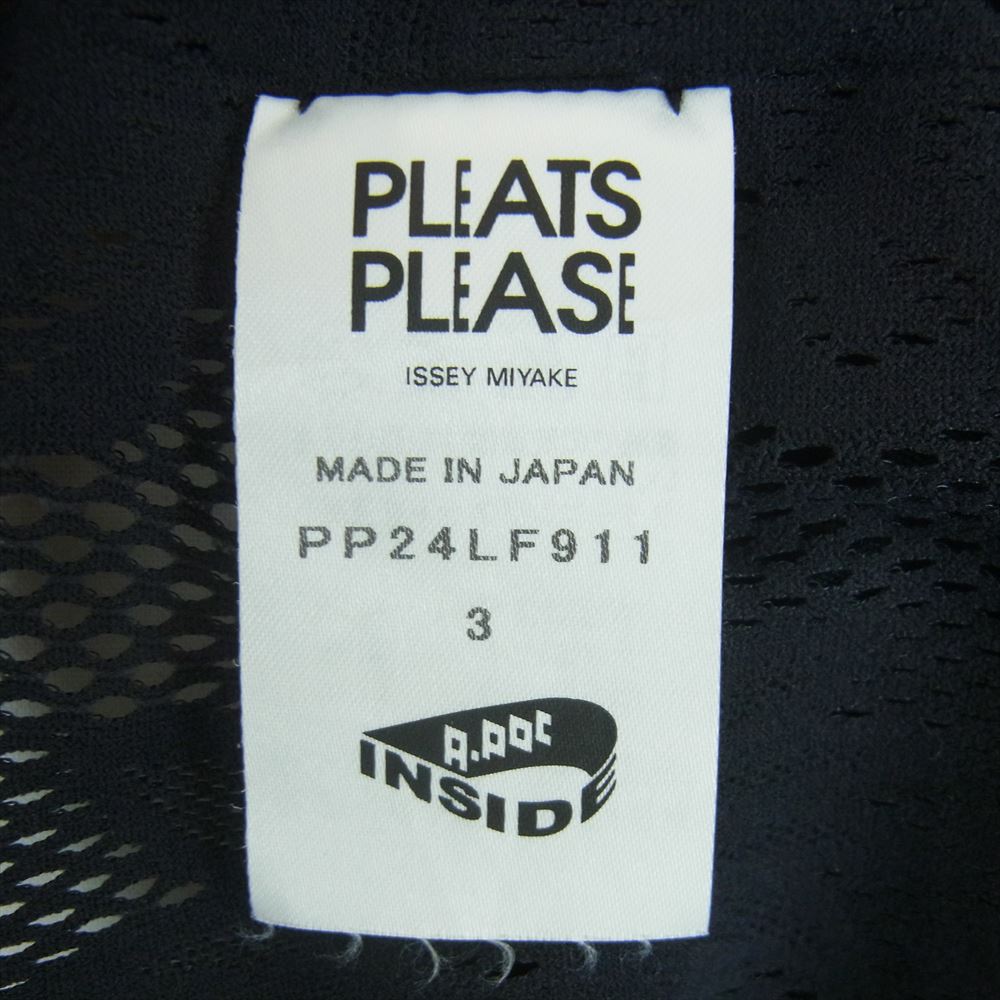 PLEATS
PLEASE
ISSEY MIYAKE
MADE IN JAPAN
PP24LF911
3
A.POC
INSIDE